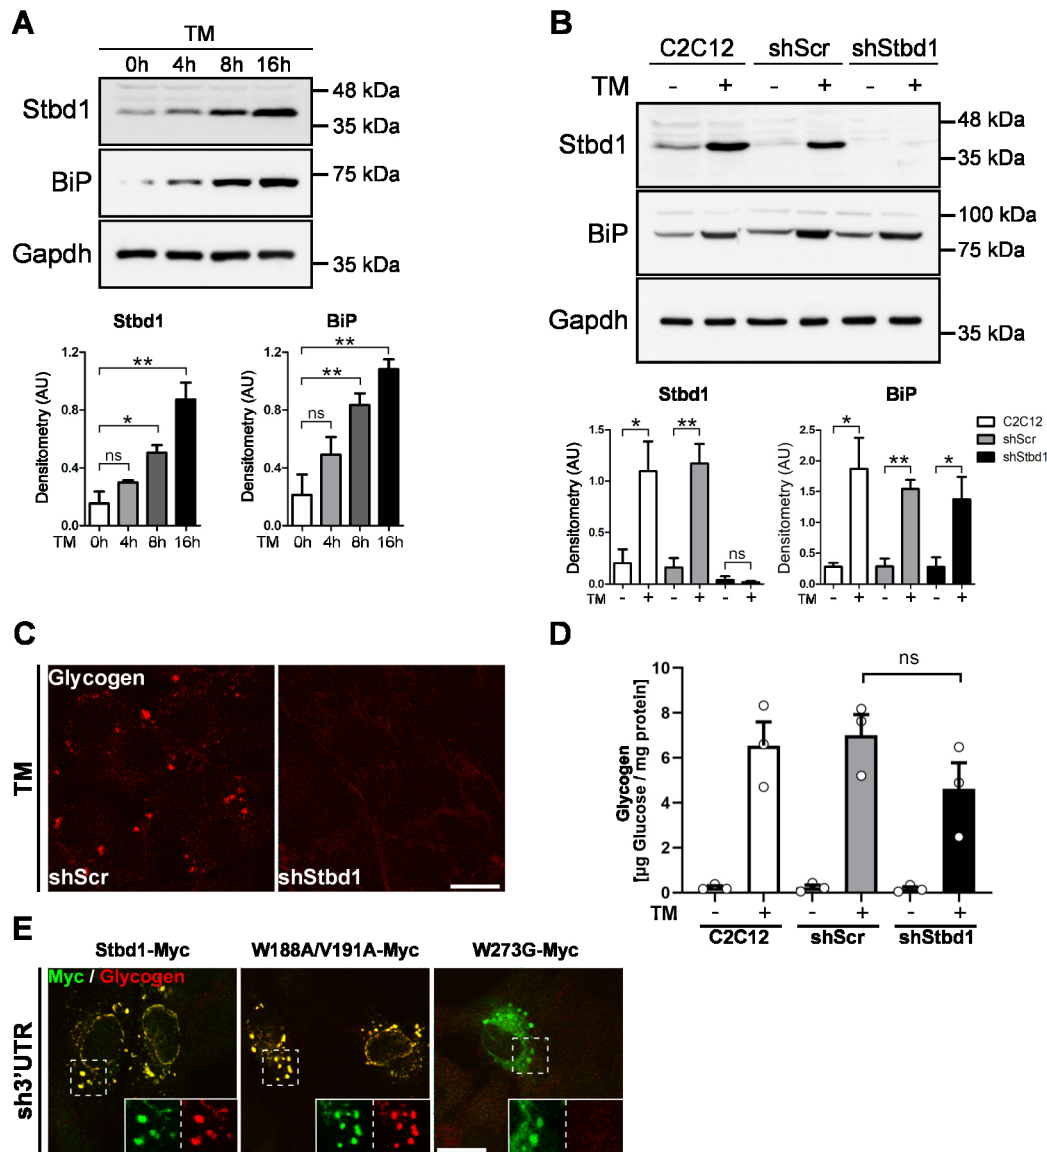 A
TM
0h 4h 8h 16h
Stbd1
48 kDa
35 kDa
BiP
75 kDa
Gapdh
35 kDa
Stbd1
Densitometry (AU)
1.2
0.8
0.4
0.0
ns
*
**
TM 0h 4h 8h 16h
BiP
Densitometry (AU)
1.2
0.8
0.4
0.0
ns
**
**
TM 0h 4h 8h 16h
B
C2C12 shScr shStbd1
TM - + - + - +
Stbd1
48 kDa
35 kDa
BiP
100 kDa
75 kDa
Gapdh
35 kDa
Stbd1
Densitometry (AU)
1.5
1.0
0.5
0.0
*
**
ns
TM - + - + - +
BiP
Densitometry (AU)
2.5
2.0
1.5
1.0
0.5
0.0
*
**
*
TM - + - + - +
C2C12
shScr
shStbd1
C
TM
Glycogen
shScr
shStbd1
D
Glycogen
[µg Glucose / mg protein]
10
8
6
4
2
0
ns
TM - + - + - +
C2C12 shScr shStbd1
E
Stbd1-Myc W188A/V191A-Myc W273G-Myc
sh3'UTR
Myc / Glycogen